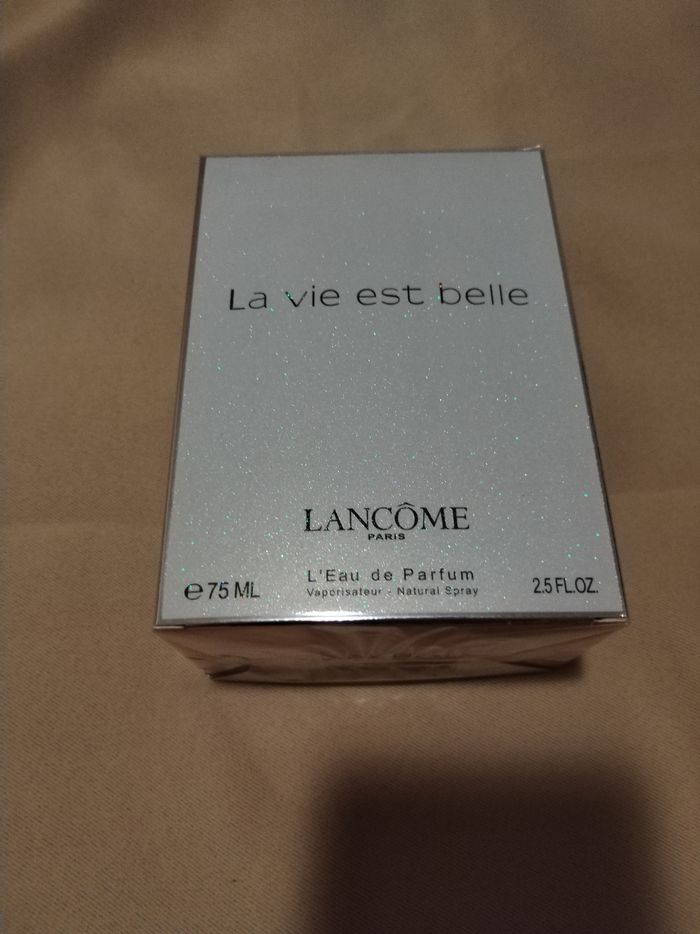 La vie est belle
LANCÔME
PARIS
L'Eau de Parfum
Vaporisateur - Natural Spray
℮75 ML
2.5 FL.OZ.